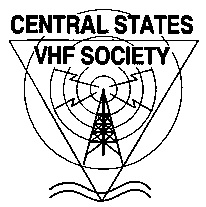 CENTRAL STATES
VHF SOCIETY